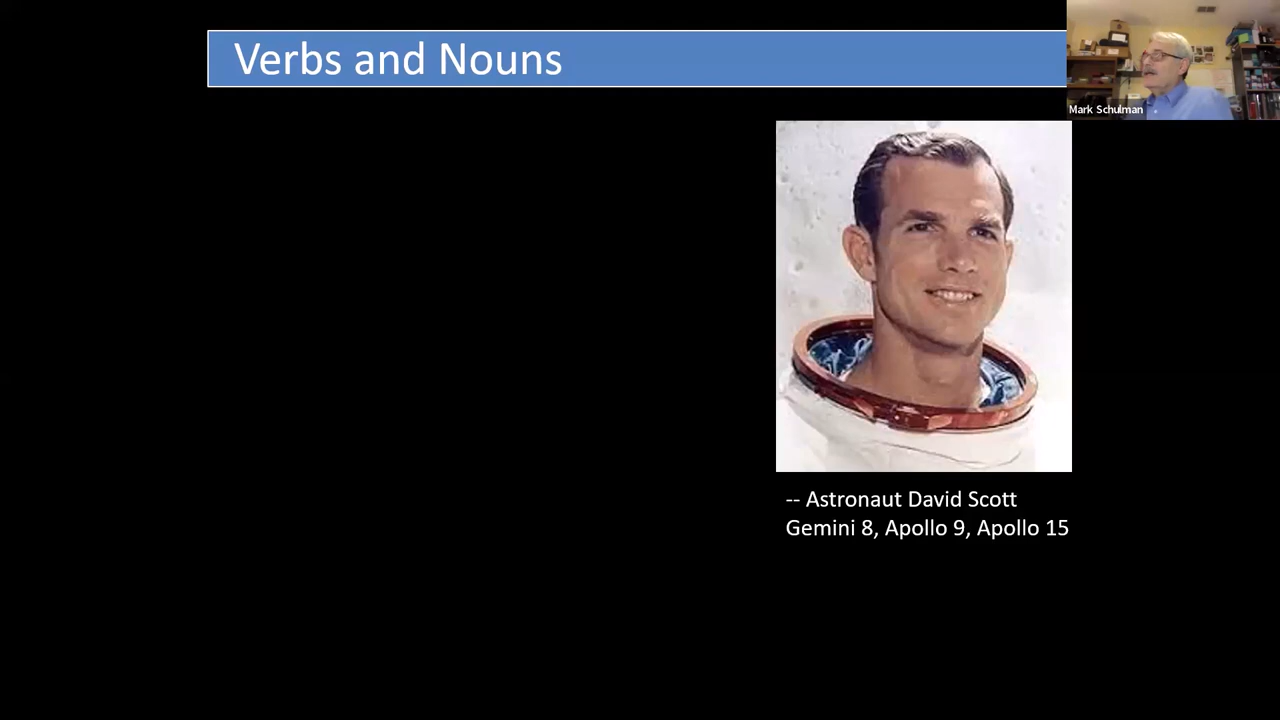 Verbs and Nouns
Mark Schulman
-- Astronaut David Scott
Gemini 8, Apollo 9, Apollo 15